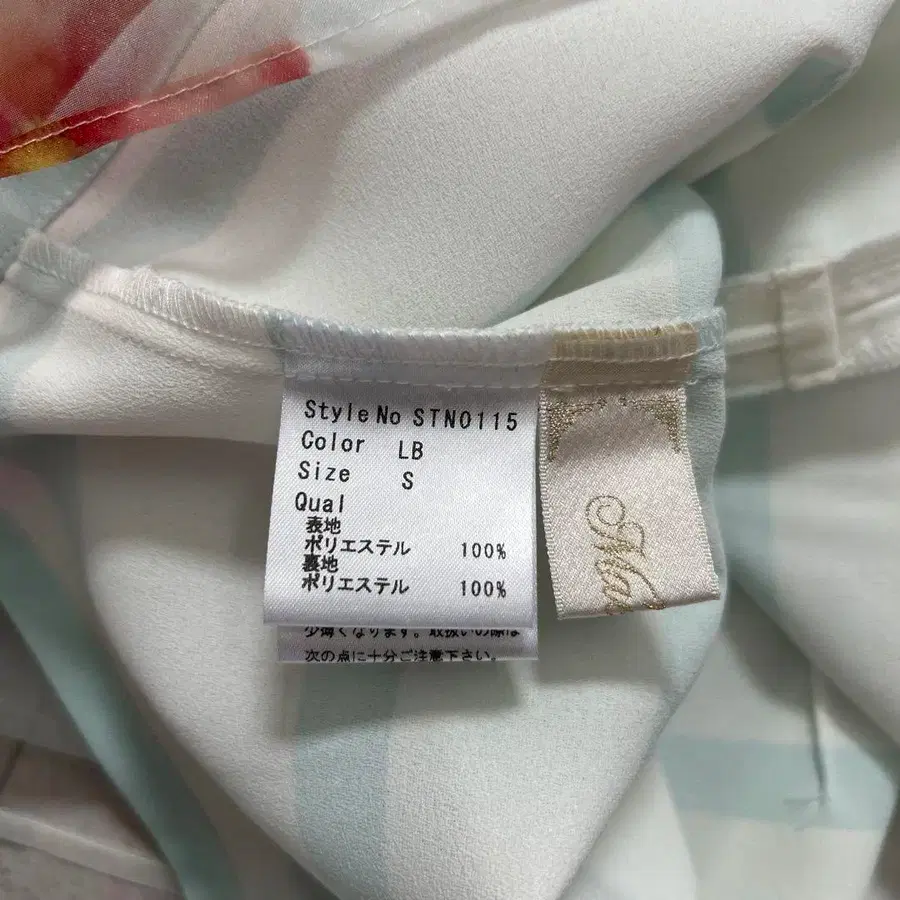 Style No STN0115
Color LB
Size S
Qual
表地
ポリエステル 100%
裏地
ポリエステル 100%
少薄くなります。取扱いの際は
次の点に十分ご注意下さい。